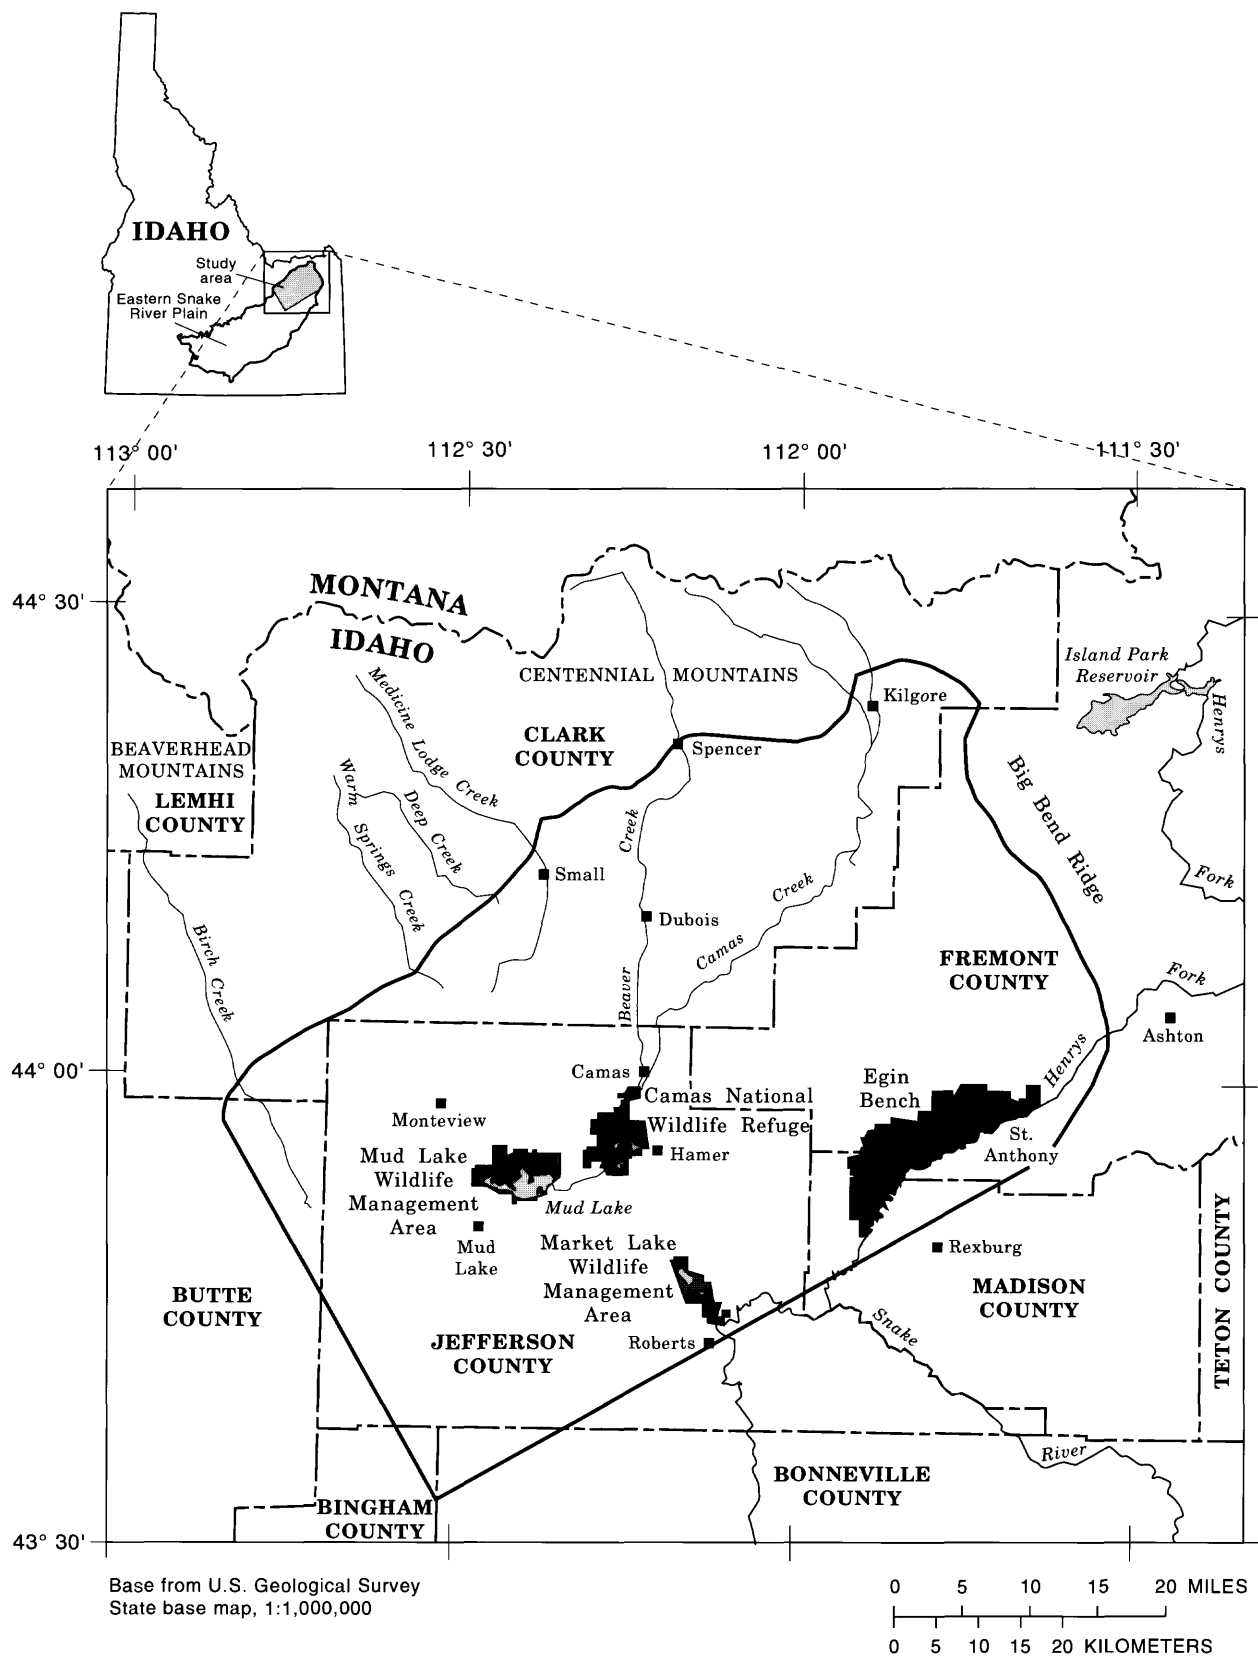 IDAHO
Study
area
Eastern Snake
River Plain
113° 00'
112° 30'
112° 00'
111° 30'
44° 30'
MONTANA
IDAHO
Island Park
Reservoir
Medicine Lodge Creek
CENTENNIAL MOUNTAINS
Kilgore
Henrys
CLARK
COUNTY
Spencer
BEAVERHEAD
MOUNTAINS
LEMHI
COUNTY
Warm Springs Creek
Deep Creek
Creek
Big Bend Ridge
Small
Creek
Fork
Dubois
Birch Creek
Camas
FREMONT
COUNTY
Fork
Beaver
Ashton
44° 00'
Camas
Henrys
Egin
Bench
Camas National
Wildlife Refuge
Monteview
St.
Anthony
Hamer
Mud Lake
Wildlife
Management
Area
Mud Lake
Mud
Lake
Market Lake
Wildlife
Management
Area
Rexburg
TETON COUNTY
BUTTE
COUNTY
MADISON
COUNTY
Snake
JEFFERSON
COUNTY
Roberts
River
BONNEVILLE
COUNTY
BINGHAM
COUNTY
43° 30'
Base from U.S. Geological Survey
State base map, 1:1,000,000
0 5 10 15 20 MILES
0 5 10 15 20 KILOMETERS